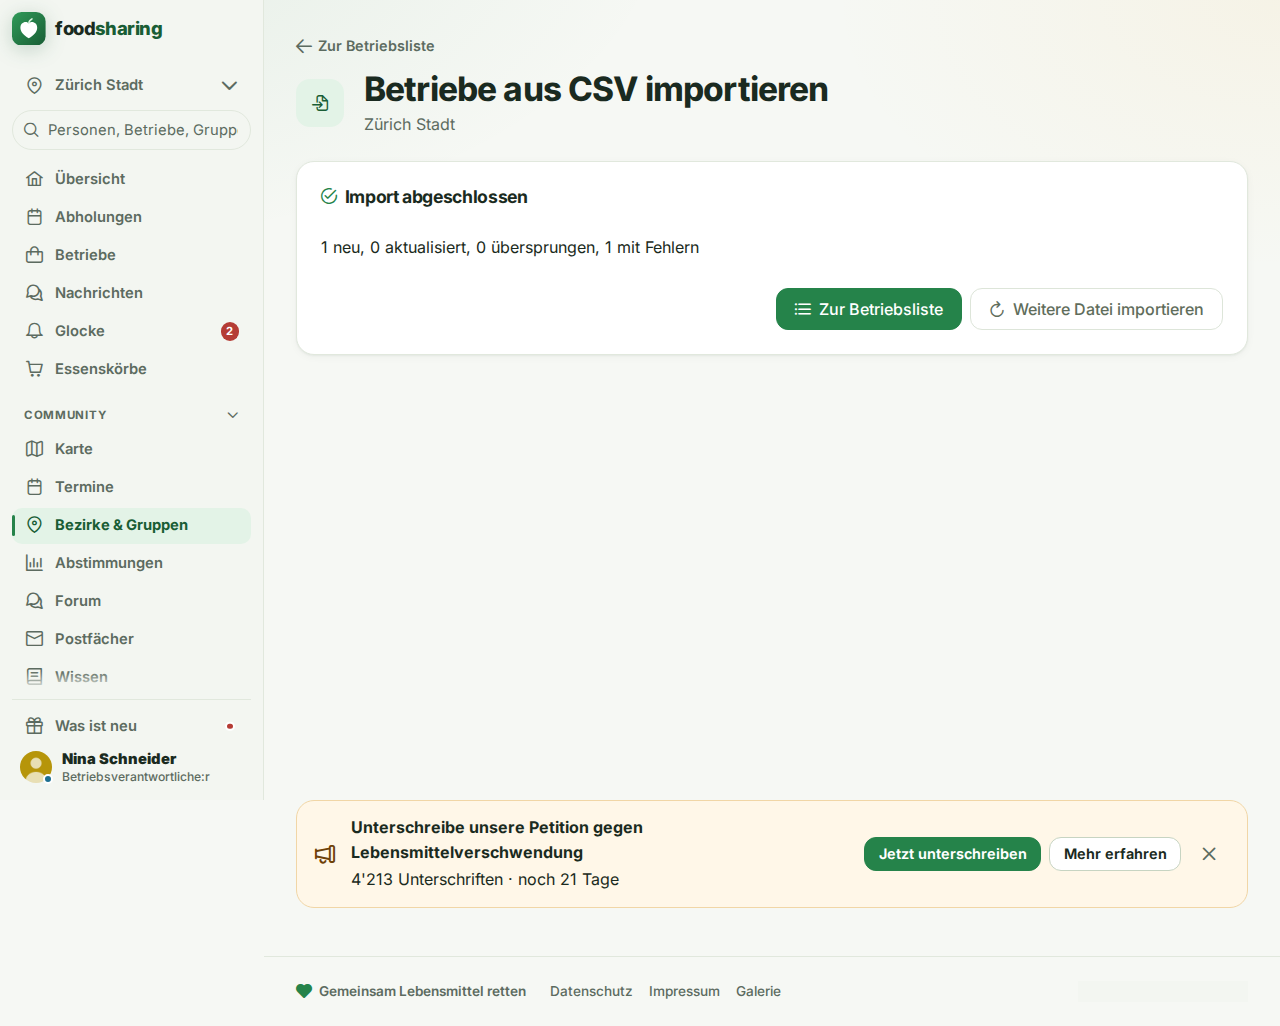 foodsharing
Zürich Stadt
Personen, Betriebe, Grupp
Übersicht
Abholungen
Betriebe
Nachrichten
Glocke 2
Essenskörbe
COMMUNITY
Karte
Termine
Bezirke & Gruppen
Abstimmungen
Forum
Postfächer
Wissen
Was ist neu
Nina Schneider
Betriebsverantwortliche:r
Zur Betriebsliste
Betriebe aus CSV importieren
Zürich Stadt
Import abgeschlossen
1 neu, 0 aktualisiert, 0 übersprungen, 1 mit Fehlern
Zur Betriebsliste Weitere Datei importieren
Unterschreibe unsere Petition gegen
Lebensmittelverschwendung
4'213 Unterschriften · noch 21 Tage
Jetzt unterschreiben Mehr erfahren
Gemeinsam Lebensmittel retten Datenschutz Impressum Galerie